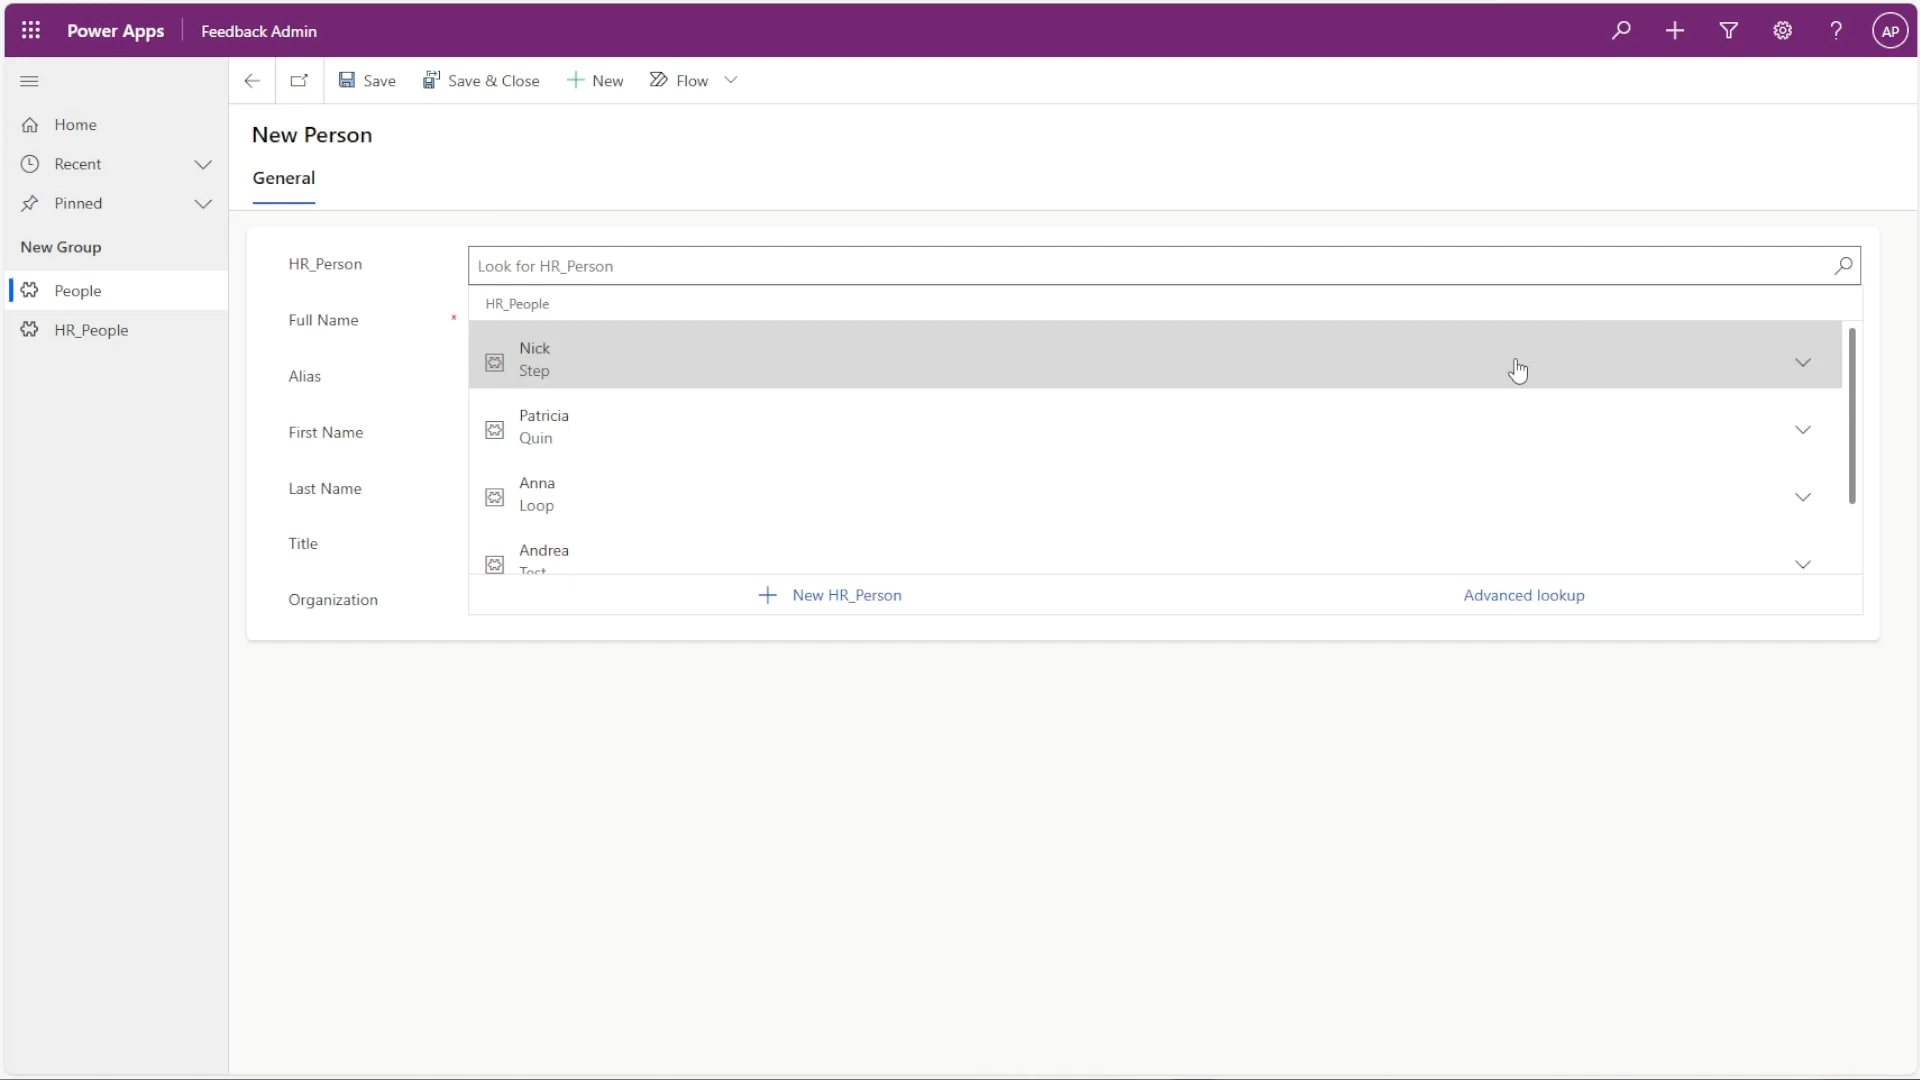 Power Apps
Feedback Admin
AP
Save
Save & Close
New
Flow
Home
Recent
Pinned
New Group
People
HR_People
New Person
General
HR_Person
Look for HR_Person
HR_People
Full Name *
Nick
Step
Alias
Patricia
Quin
First Name
Anna
Loop
Last Name
Andrea
Test
Title
New HR_Person
Advanced lookup
Organization